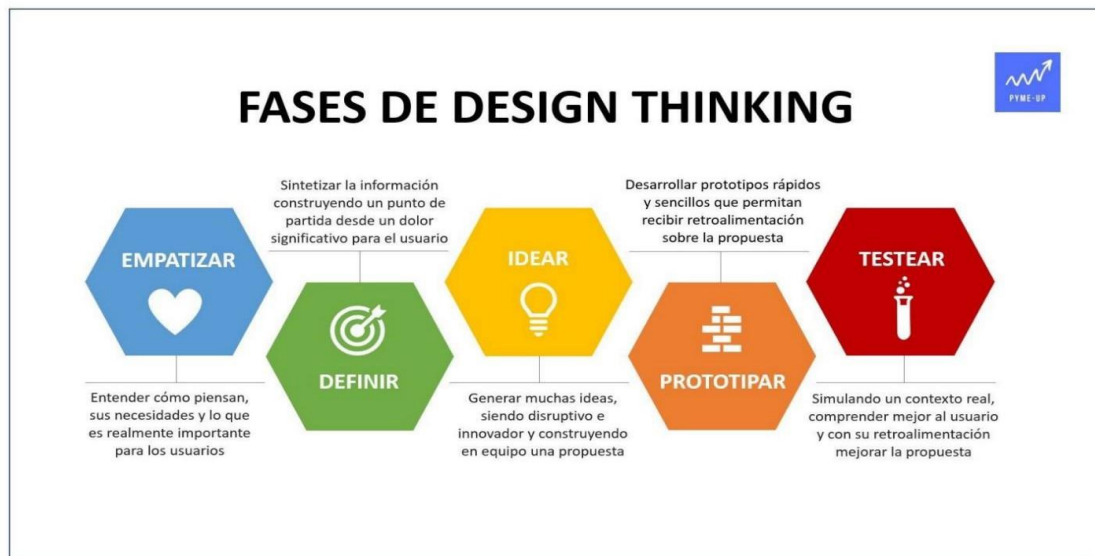 PYME-UP
FASES DE DESIGN THINKING
EMPATIZAR
Entender cómo piensan,
sus necesidades y lo que
es realmente importante
para los usuarios
Sintetizar la información
construyendo un punto de
partida desde un dolor
significativo para el usuario
DEFINIR
IDEAR
Generar muchas ideas,
siendo disruptivo e
innovador y construyendo
en equipo una propuesta
Desarrollar prototipos rápidos
y sencillos que permitan
recibir retroalimentación
sobre la propuesta
PROTOTIPAR
TESTEAR
Simulando un contexto real,
comprender mejor al usuario
y con su retroalimentación
mejorar la propuesta